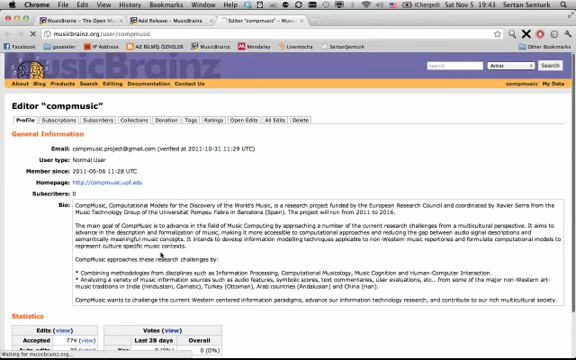 Chrome File Edit View History Bookmarks Window Help
(Charged) Sat Nov 5 19:43 Sertan Senturk
MusicBrainz – The Open M
Add Release – MusicBrainz
Editor "compmusic" – Musi
musicbrainz.org/user/compmusic
Facebook gazeteler IP Address AZ BİLMİŞ ÖZNELER MusicBrainz Mendeley Livemocha SertanŞentürk Other Bookmarks
MusicBrainz
search Artist Search
About Blog Products Search Editing Documentation Contact Us compmusic My Data
Editor "compmusic"
Profile Subscriptions Subscribers Collections Donation Tags Ratings Open Edits All Edits Delete
General Information
Email: compmusic.project@gmail.com (verified at 2011-10-31 11:29 UTC)
User type: Normal User
Member since: 2011-06-06 11:28 UTC
Homepage: http://compmusic.upf.edu
Subscribers: 0
Bio: CompMusic, Computational Models for the Discovery of the World's Music, is a research project funded by the European Research Council and coordinated by Xavier Serra from the
Music Technology Group of the Universitat Pompeu Fabra in Barcelona (Spain). The project will run from 2011 to 2016.
The main goal of CompMusic is to advance in the field of Music Computing by approaching a number of the current research challenges from a multicultural perspective. It aims to
advance in the description and formalization of music, making it more accessible to computational approaches and reducing the gap between audio signal descriptions and
semantically meaningful music concepts. It intends to develop information modelling techniques applicable to non-Western music repertories and formulate computational models to
represent culture specific music contexts.
CompMusic approaches these research challenges by:
* Combining methodologies from disciplines such as Information Processing, Computational Musicology, Music Cognition and Human-Computer Interaction.
* Analyzing a variety of music information sources such as audio features, symbolic scores, text commentaries, user evaluations, etc... from some of the major non-Western art-
music traditions in India (Hindustani, Carnatic), Turkey (Ottoman), Arab countries (Andalusian) and China (Han).
CompMusic wants to challenge the current Western centered information paradigms, advance our information technology research, and contribute to our rich multicultural society.
Statistics
Edits (view) Votes (view)
Accepted 774 (view) Last 28 days Overall
0 (0%)
Waiting for musicbrainz.org...